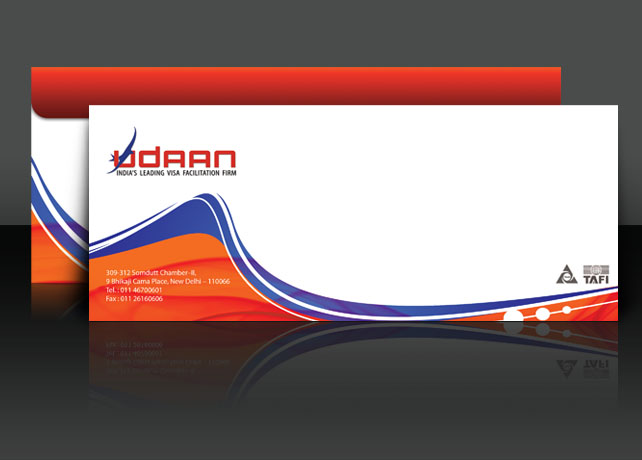 UDAAN
INDIA'S LEADING VISA FACILITATION FIRM
309-312 Somdutt Chamber-II,
9 Bhikaji Cama Place, New Delhi – 110066
Tel.: 011 46700601
Fax : 011 26160606
TAFI